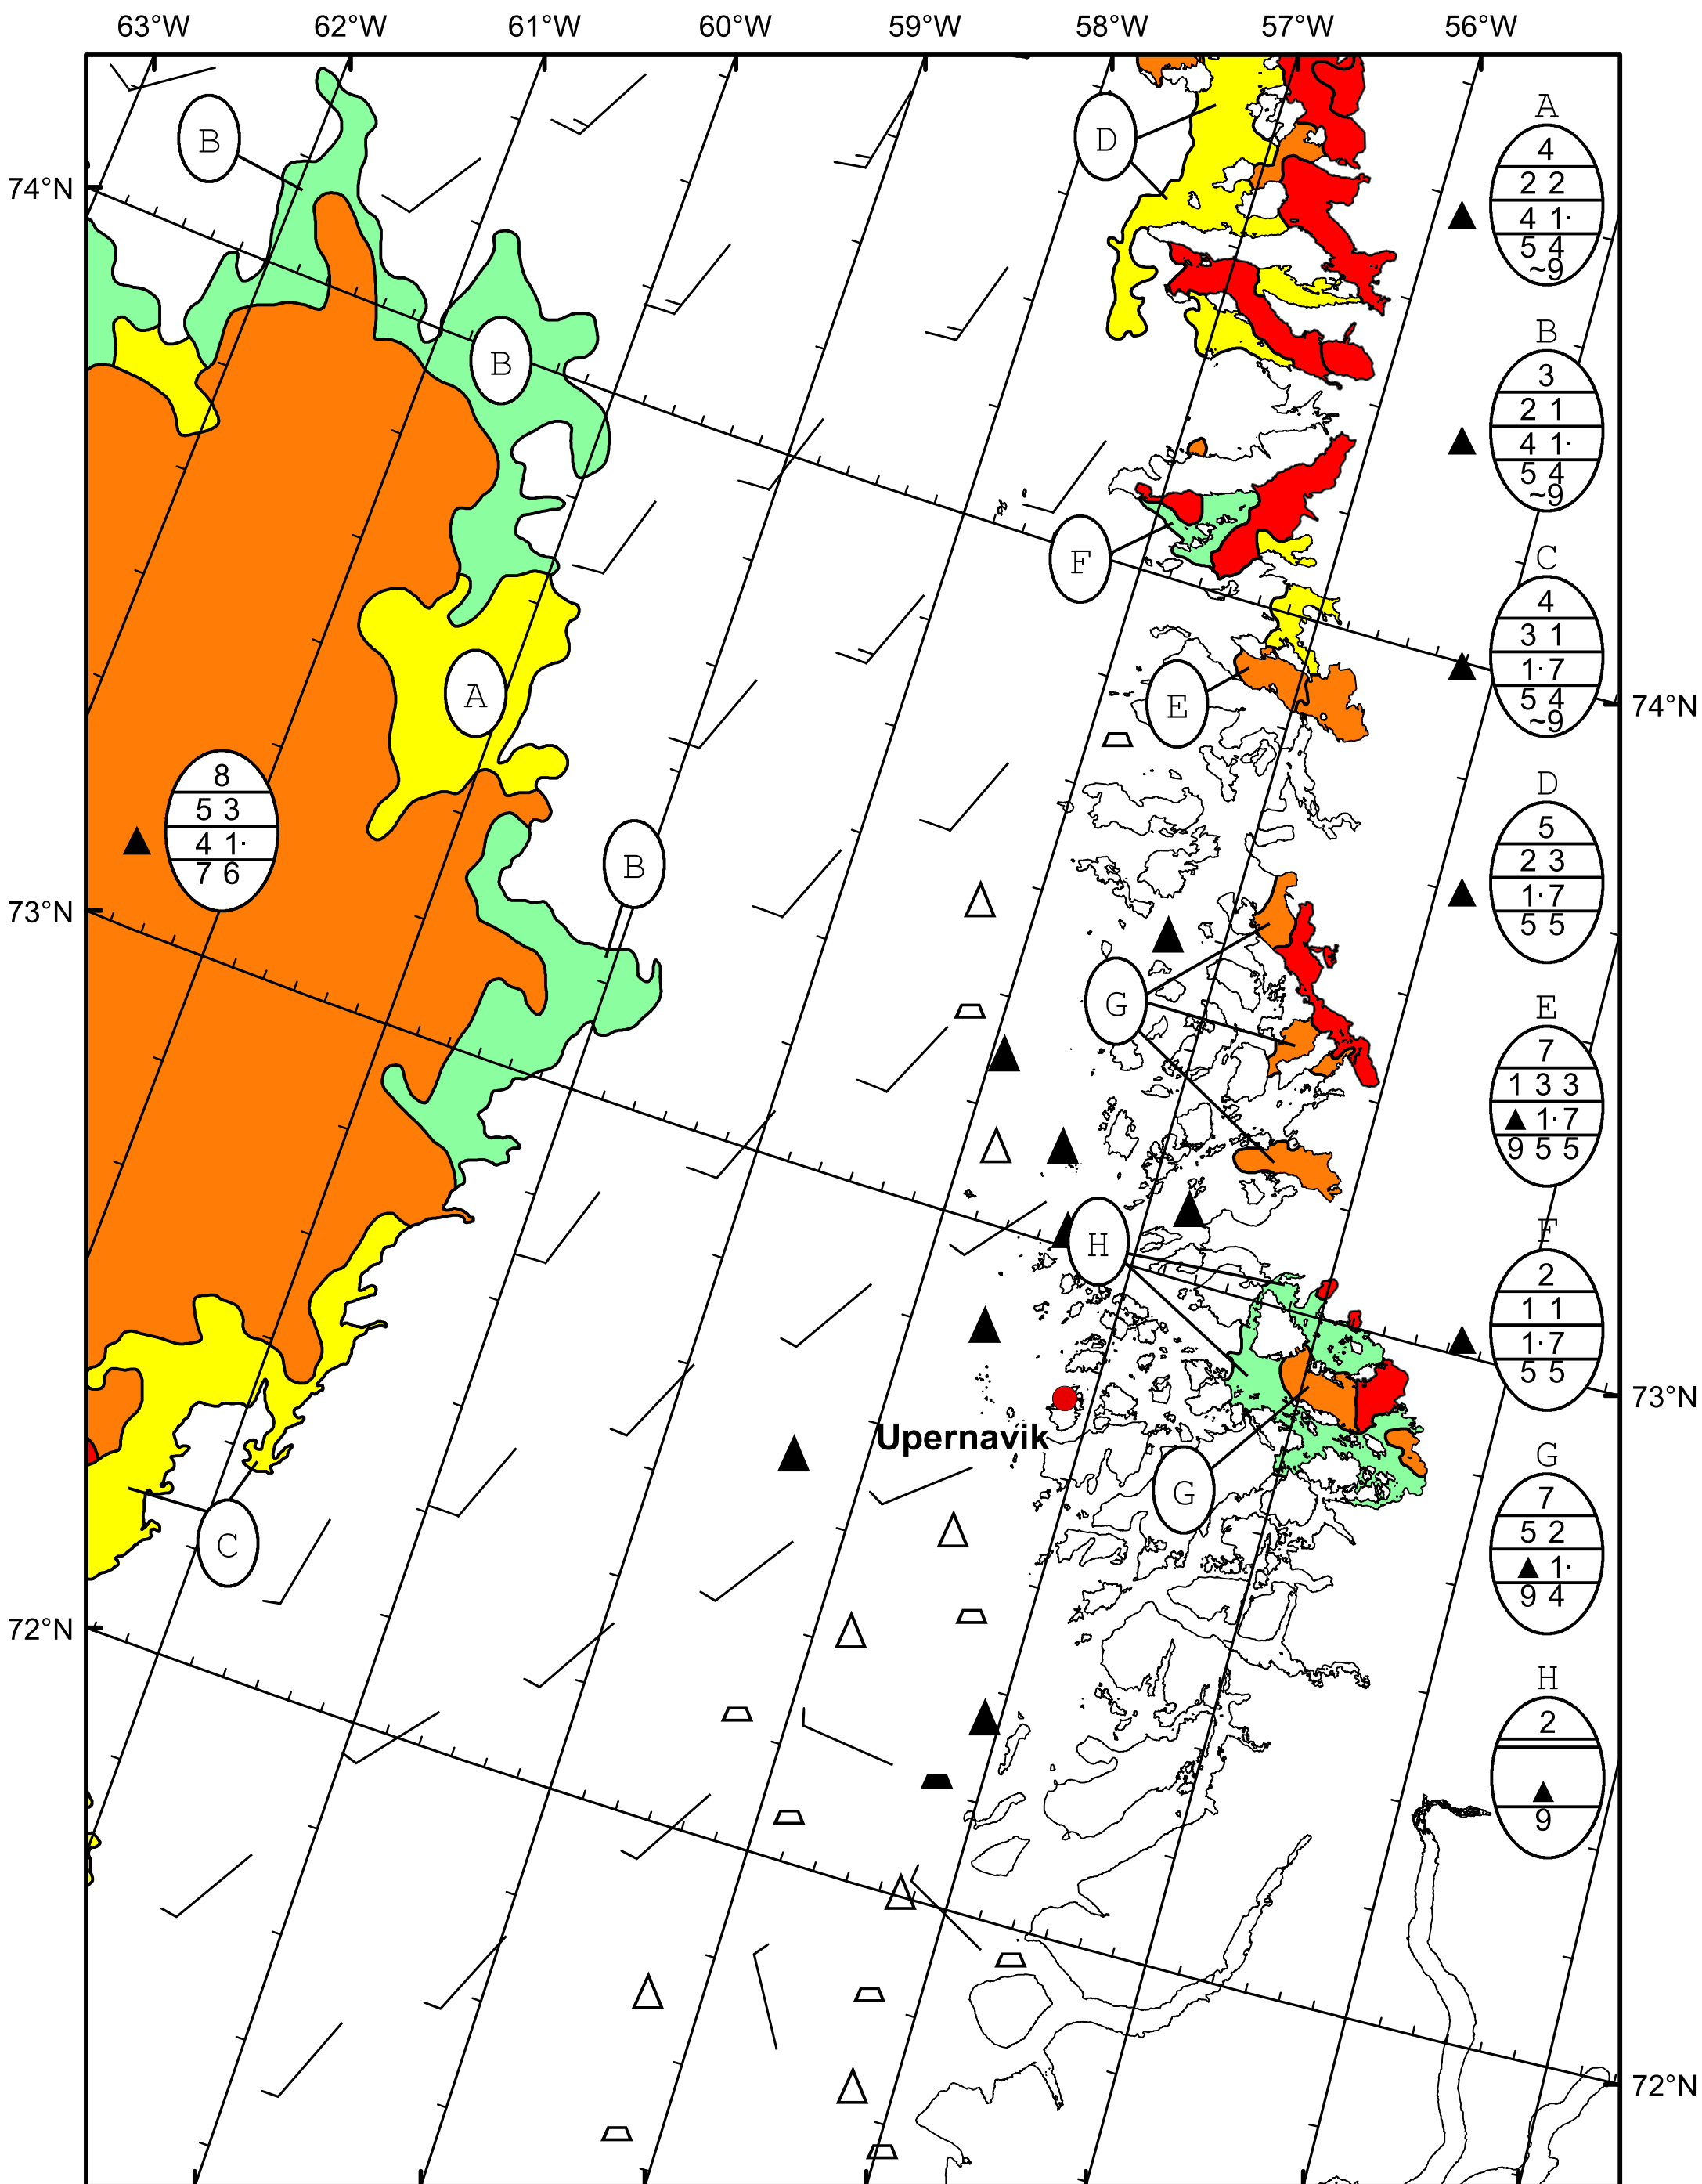 63°W 62°W 61°W 60°W 59°W 58°W 57°W 56°W
74°N
73°N
72°N
74°N
73°N
72°N
B
B
A
B
C
D
F
E
G
H
G
Upernavik
8
5 3
4 1·
7 6
A
4
2 2
4 1·
5 4
~9
B
3
2 1
4 1·
5 4
~9
C
4
3 1
1·7
5 4
~9
D
5
2 3
1·7
5 5
E
7
1 3 3
▲ 1·7
9 5 5
F
2
1 1
1·7
5 5
G
7
5 2
▲ 1·
9 4
H
2
▲
9